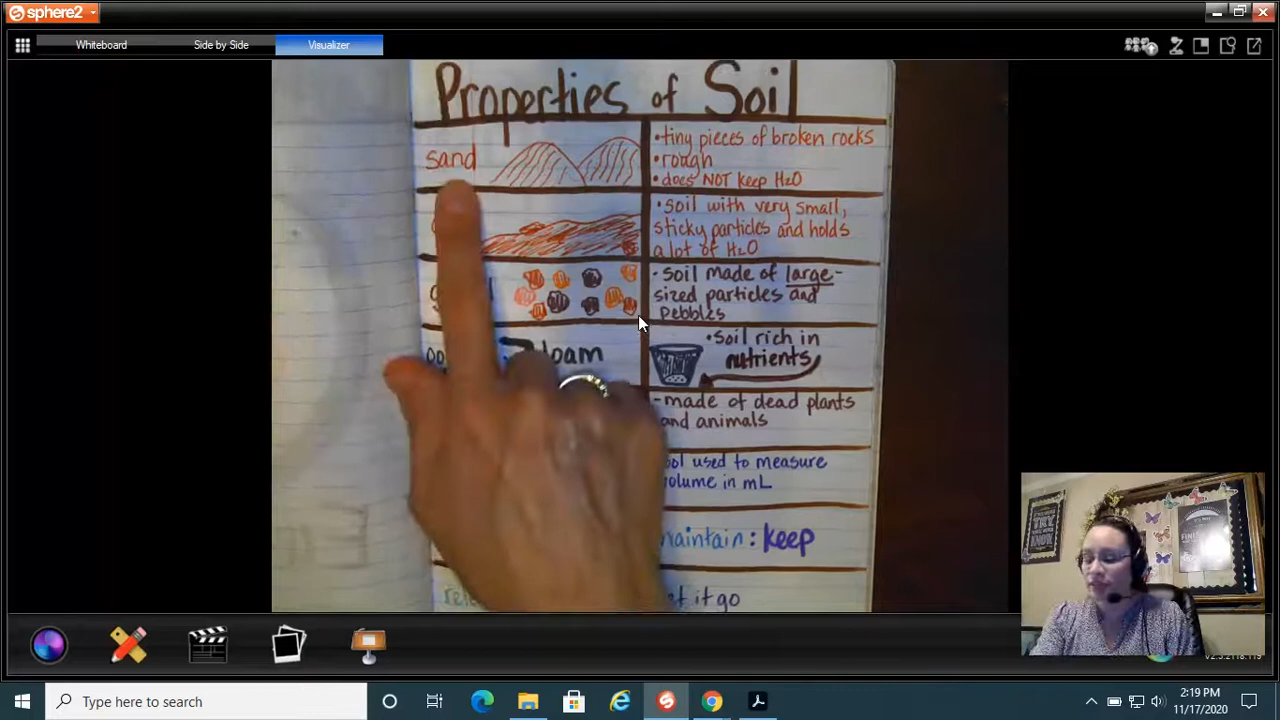 sphere2
Whiteboard Side by Side Visualizer
Properties of Soil
sand
•tiny pieces of broken rocks
•rough
•does NOT keep H2O
•soil with very small,
sticky particles and holds
a lot of H2O
•soil made of large-
sized particles and
pebbles
loam
•soil rich in
nutrients
-made of dead plants
and animals
used to measure
volume in mL
maintain: keep
it go
Type here to search
2:19 PM
11/17/2020